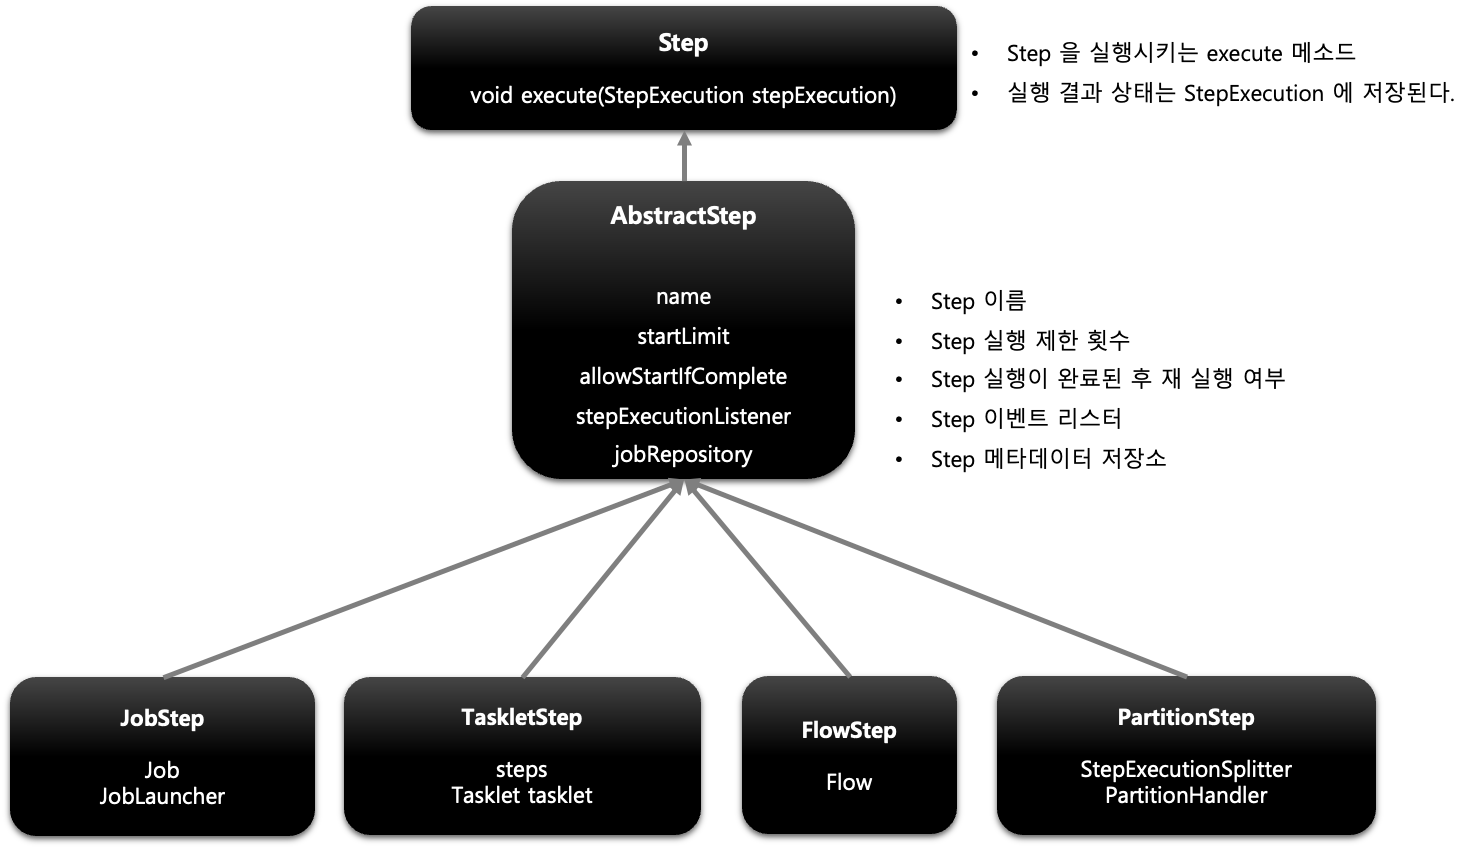 Step
void execute(StepExecution stepExecution)
• Step 을 실행시키는 execute 메소드
• 실행 결과 상태는 StepExecution 에 저장된다.
AbstractStep
name
startLimit
allowStartIfComplete
stepExecutionListener
jobRepository
• Step 이름
• Step 실행 제한 횟수
• Step 실행이 완료된 후 재 실행 여부
• Step 이벤트 리스터
• Step 메타데이터 저장소
JobStep
Job
JobLauncher
TaskletStep
steps
Tasklet tasklet
FlowStep
Flow
PartitionStep
StepExecutionSplitter
PartitionHandler